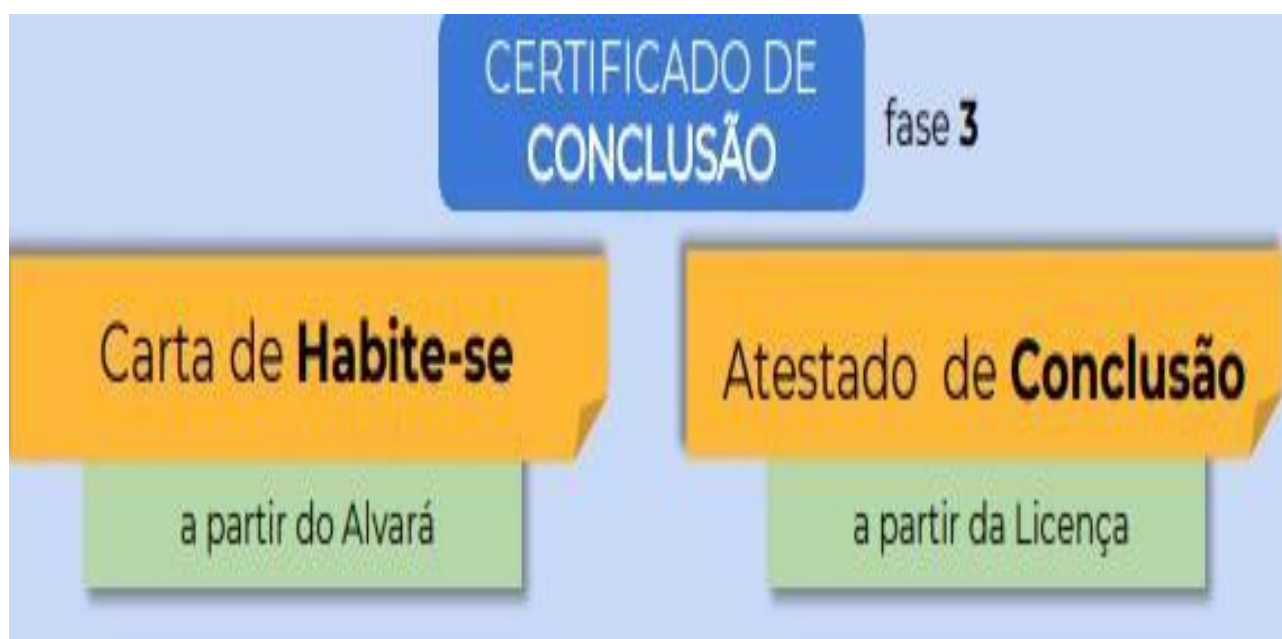 CERTIFICADO DE
CONCLUSÃO
fase 3
Carta de Habite-se
Atestado de Conclusão
a partir do Alvará
a partir da Licença